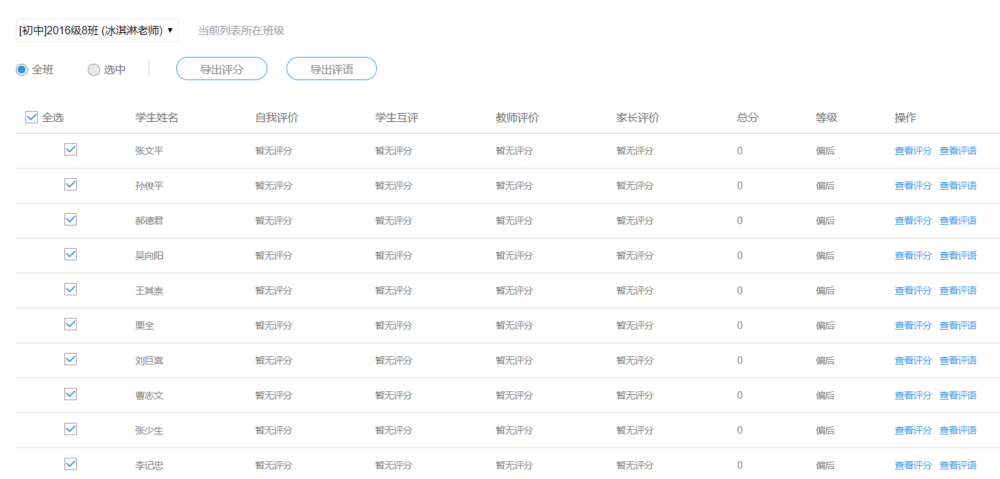 [初中]2016级8班 (冰淇淋老师) ▼ 当前列表所在班级
全班 选中 导出评分 导出评语
全选 学生姓名 自我评价 学生互评 教师评价 家长评价 总分 等级 操作
张文平 暂无评分 暂无评分 暂无评分 暂无评分 0 偏后 查看评分 查看评语
孙俊平 暂无评分 暂无评分 暂无评分 暂无评分 0 偏后 查看评分 查看评语
郝德君 暂无评分 暂无评分 暂无评分 暂无评分 0 偏后 查看评分 查看评语
吴向阳 暂无评分 暂无评分 暂无评分 暂无评分 0 偏后 查看评分 查看评语
王其崇 暂无评分 暂无评分 暂无评分 暂无评分 0 偏后 查看评分 查看评语
栗全 暂无评分 暂无评分 暂无评分 暂无评分 0 偏后 查看评分 查看评语
刘巨喜 暂无评分 暂无评分 暂无评分 暂无评分 0 偏后 查看评分 查看评语
曹志文 暂无评分 暂无评分 暂无评分 暂无评分 0 偏后 查看评分 查看评语
张少生 暂无评分 暂无评分 暂无评分 暂无评分 0 偏后 查看评分 查看评语
李记忠 暂无评分 暂无评分 暂无评分 暂无评分 0 偏后 查看评分 查看评语